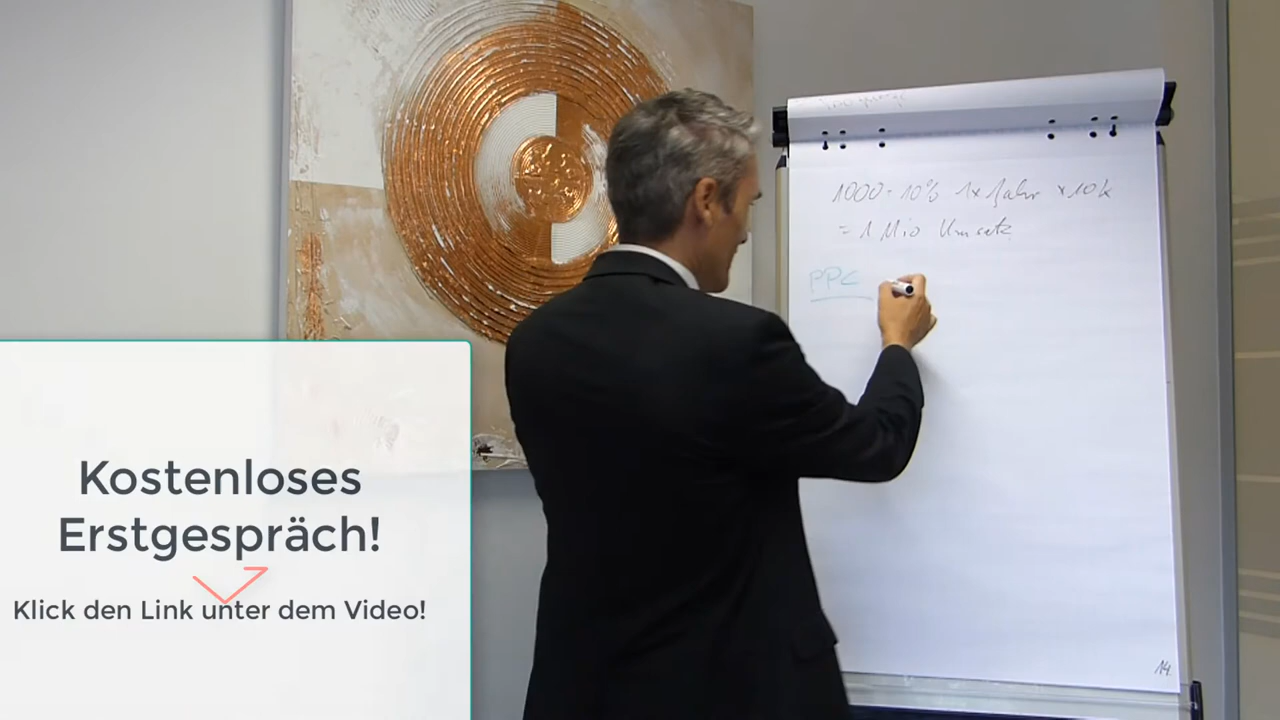 1000 · 10% 1x Jahr x 10k
= 1 Mio Umsatz
PPC
14
Kostenloses
Erstgespräch!
Klick den Link unter dem Video!